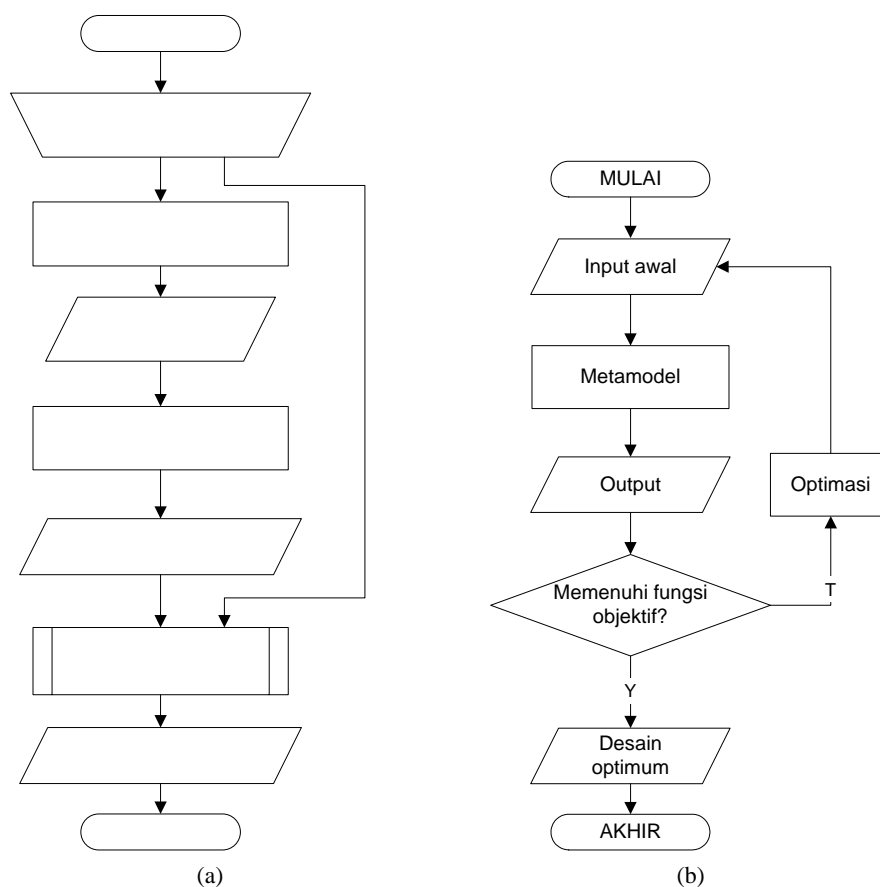 MULAI
Input awal
Metamodel
Output
Optimasi
Memenuhi fungsi
objektif?
T
Y
Desain
optimum
AKHIR
(a)
(b)